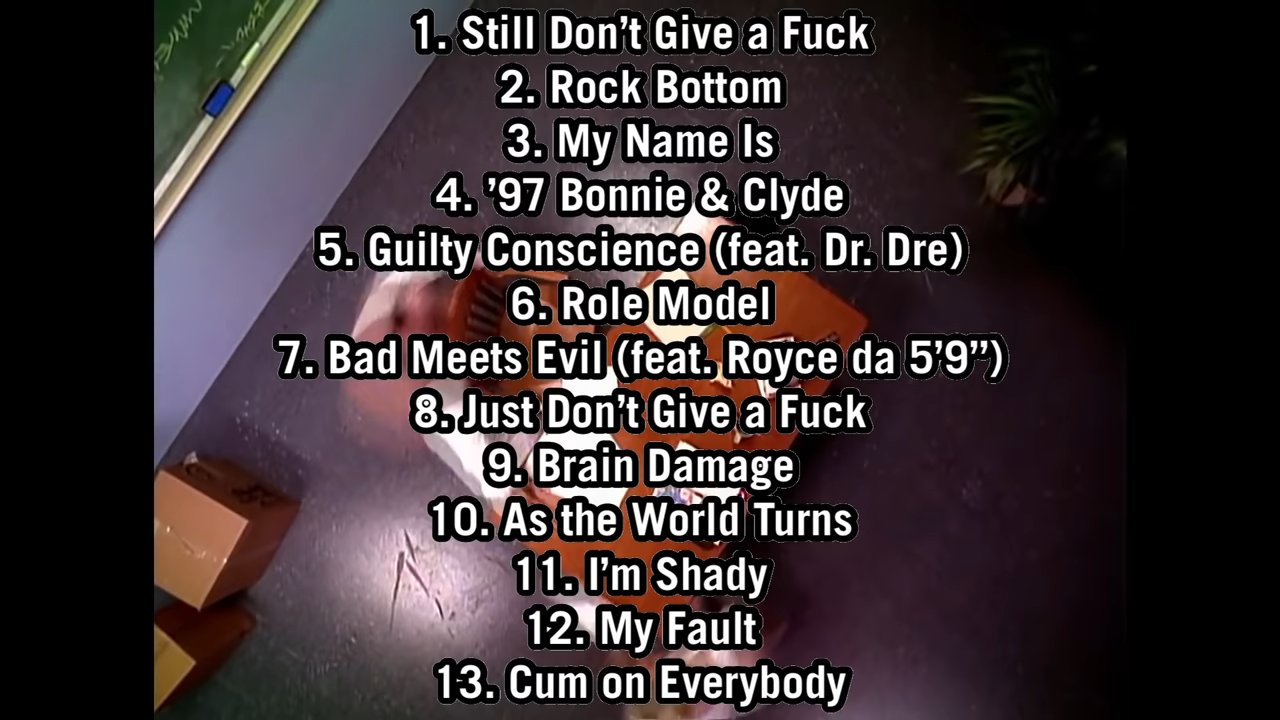 1. Still Don’t Give a Fuck
2. Rock Bottom
3. My Name Is
4. ’97 Bonnie & Clyde
5. Guilty Conscience (feat. Dr. Dre)
6. Role Model
7. Bad Meets Evil (feat. Royce da 5’9”)
8. Just Don’t Give a Fuck
9. Brain Damage
10. As the World Turns
11. I’m Shady
12. My Fault
13. Cum on Everybody